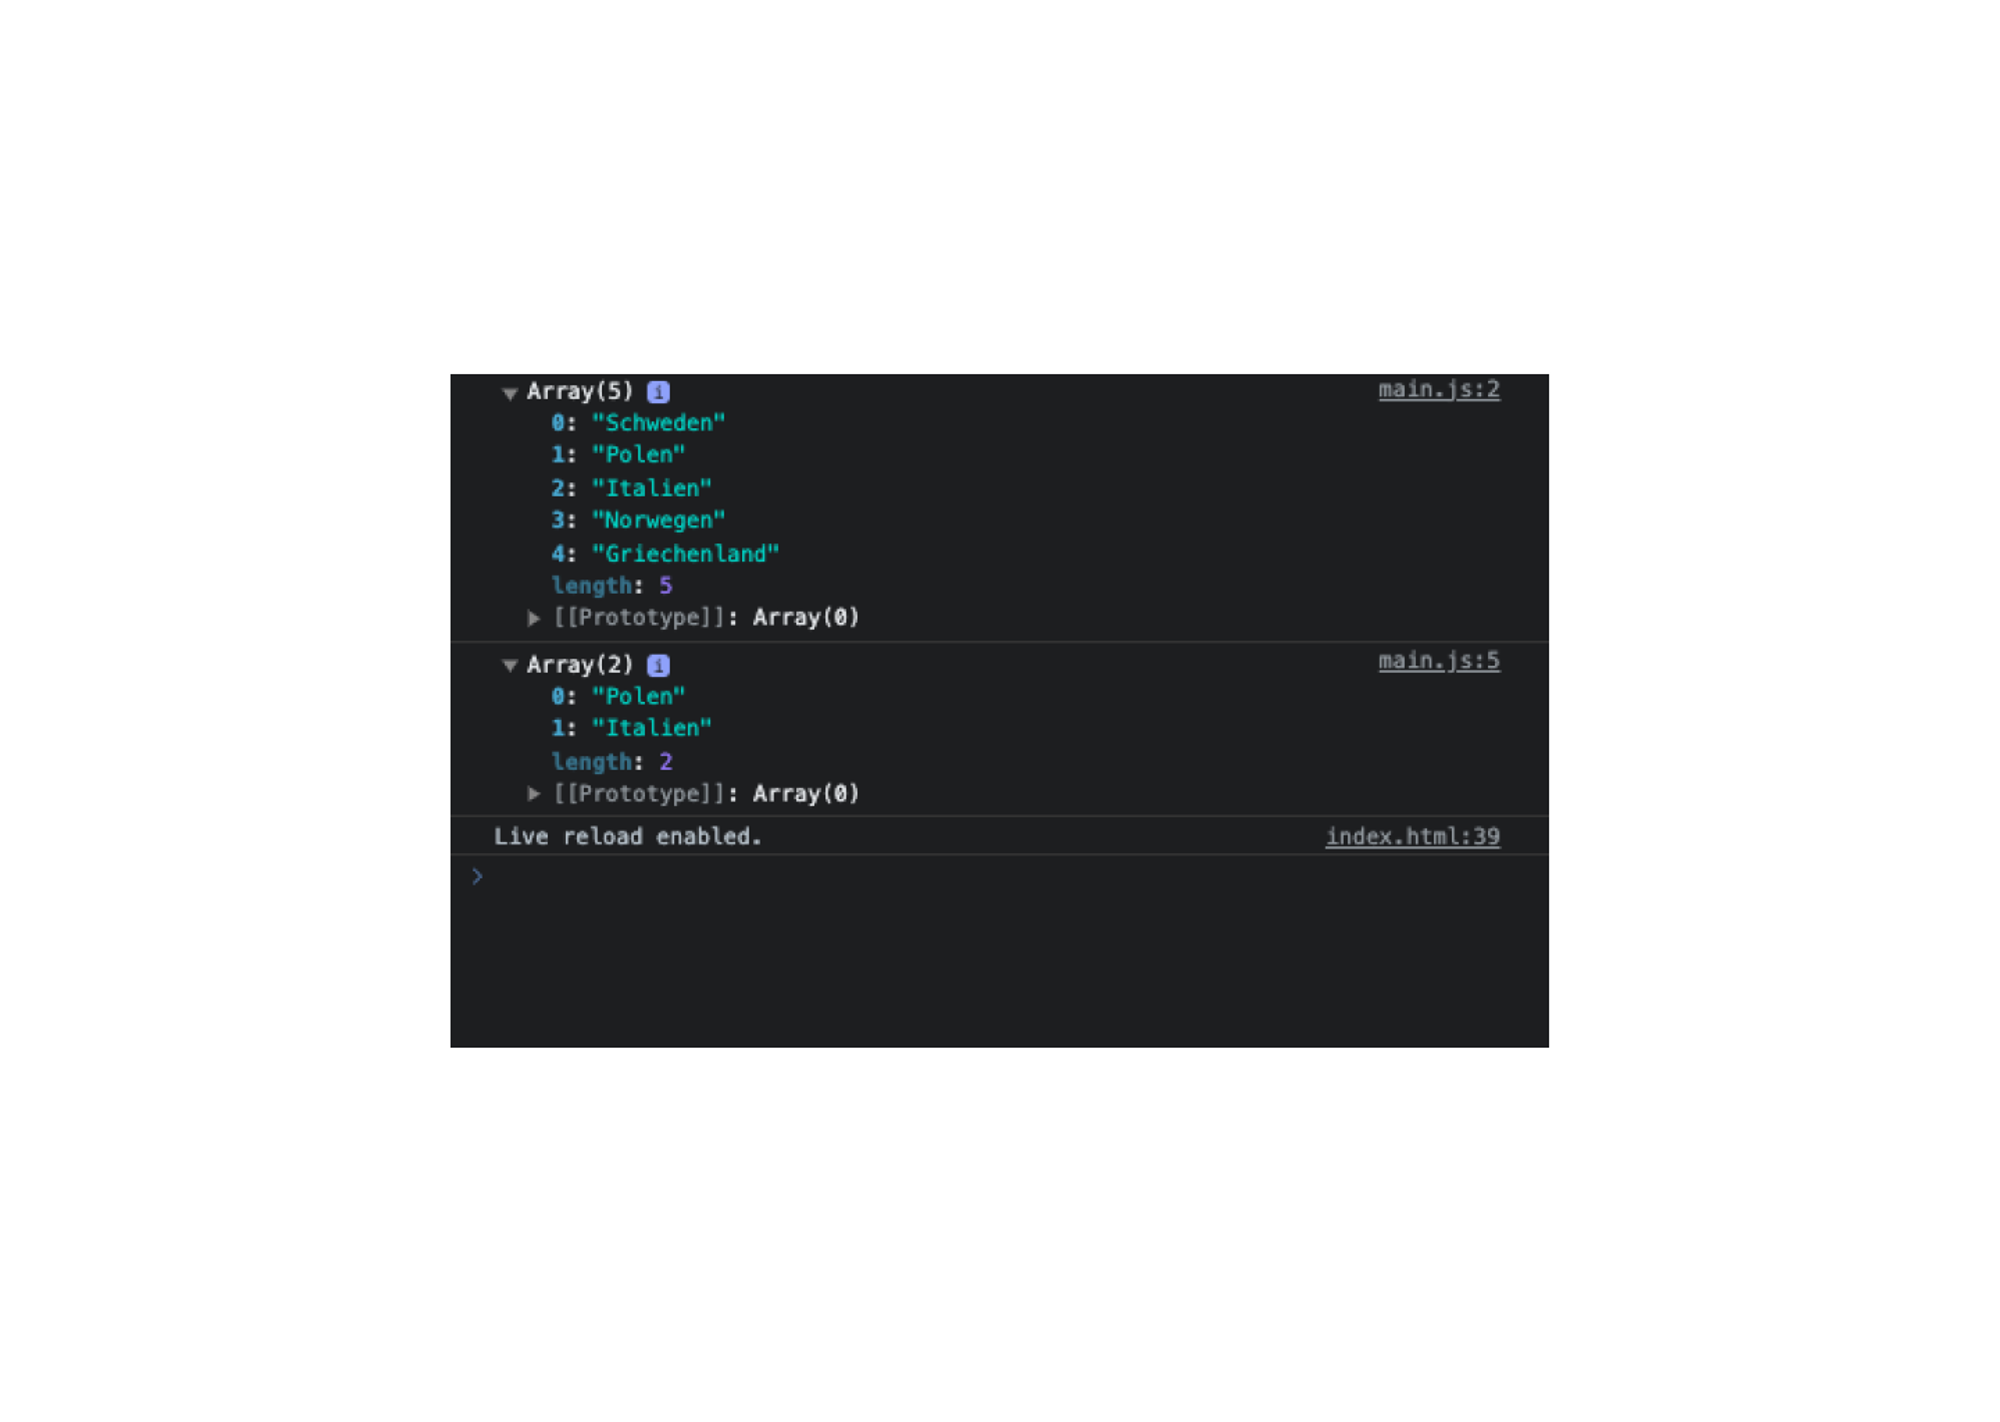 ▼ Array(5) i main.js:2
0: "Schweden"
1: "Polen"
2: "Italien"
3: "Norwegen"
4: "Griechenland"
length: 5
▶ [[Prototype]]: Array(0)
▼ Array(2) i main.js:5
0: "Polen"
1: "Italien"
length: 2
▶ [[Prototype]]: Array(0)
Live reload enabled. index.html:39
>